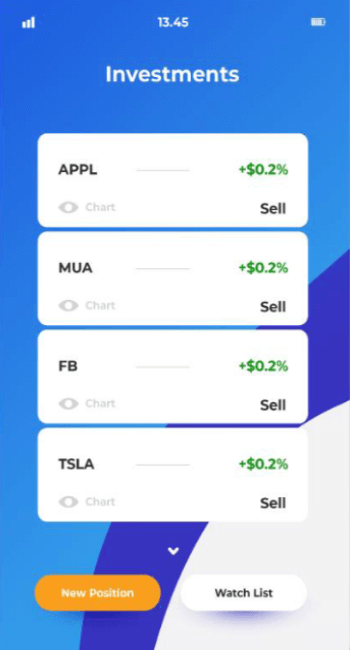 13.45
Investments
APPL +$0.2%
Chart Sell
MUA +$0.2%
Chart Sell
FB +$0.2%
Chart Sell
TSLA +$0.2%
Chart Sell
New Position Watch List